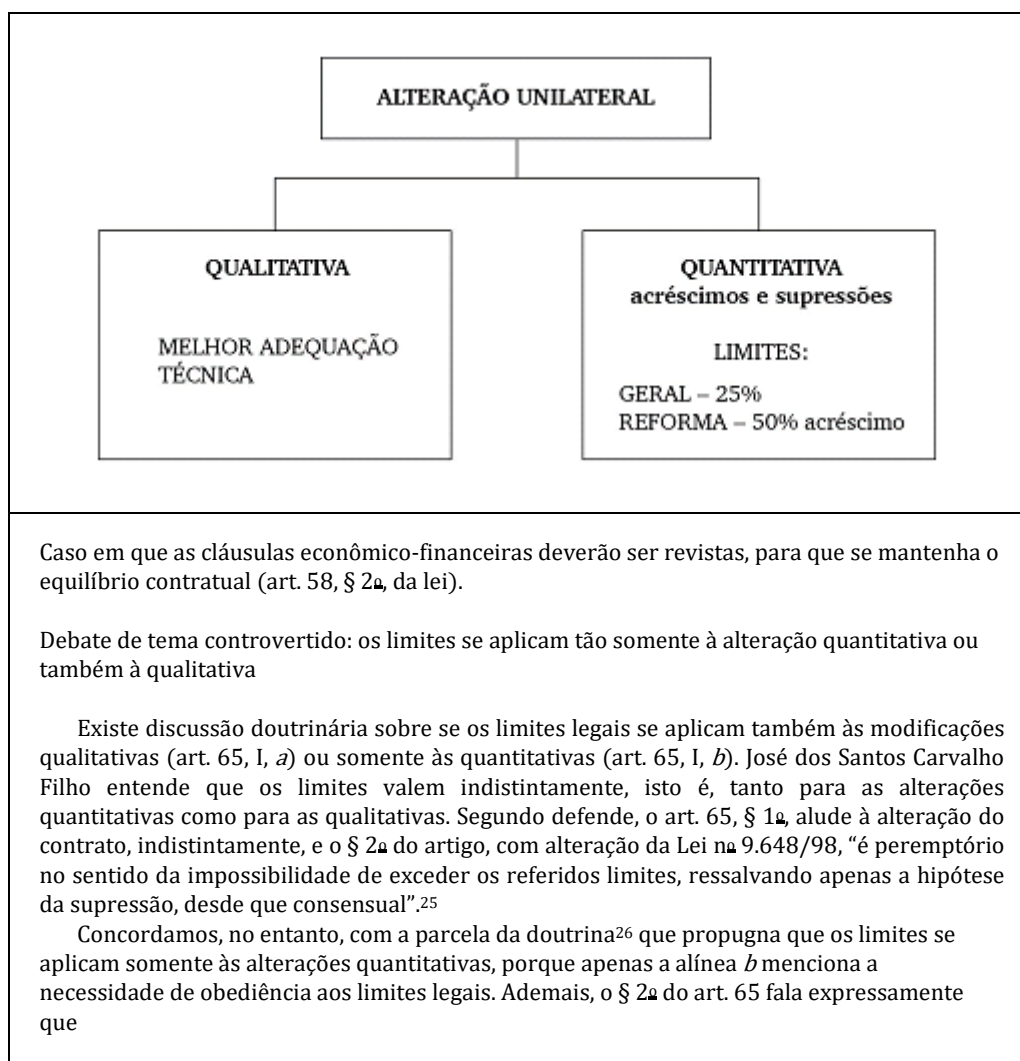 ALTERAÇÃO UNILATERAL
QUALITATIVA
MELHOR ADEQUAÇÃO
TÉCNICA
QUANTITATIVA
acréscimos e supressões
LIMITES:
GERAL – 25%
REFORMA – 50% acréscimo
Caso em que as cláusulas econômico-financeiras deverão ser revistas, para que se mantenha o
equilíbrio contratual (art. 58, § 2º, da lei).
Debate de tema controvertido: os limites se aplicam tão somente à alteração quantitativa ou
também à qualitativa
Existe discussão doutrinária sobre se os limites legais se aplicam também às modificações
qualitativas (art. 65, I, a) ou somente às quantitativas (art. 65, I, b). José dos Santos Carvalho
Filho entende que os limites valem indistintamente, isto é, tanto para as alterações
quantitativas como para as qualitativas. Segundo defende, o art. 65, § 1º, alude à alteração do
contrato, indistintamente, e o § 2º do artigo, com alteração da Lei nº 9.648/98, “é peremptório
no sentido da impossibilidade de exceder os referidos limites, ressalvando apenas a hipótese
da supressão, desde que consensual”.25
Concordamos, no entanto, com a parcela da doutrina26 que propugna que os limites se
aplicam somente às alterações quantitativas, porque apenas a alínea b menciona a
necessidade de obediência aos limites legais. Ademais, o § 2º do art. 65 fala expressamente
que